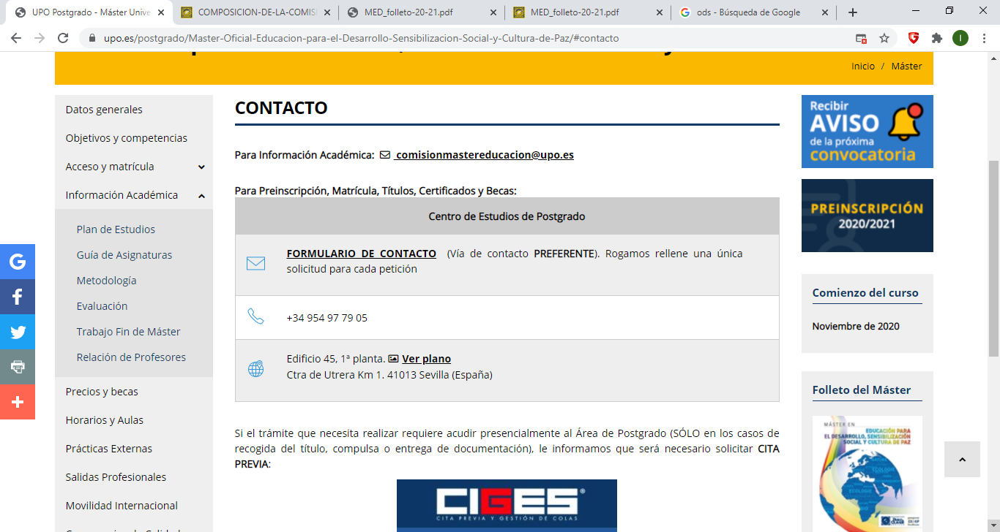 UPO Postgrado - Máster Unive
COMPOSICION-DE-LA-COMIS
MED_folleto-20-21.pdf
MED_folleto-20-21.pdf
ods - Búsqueda de Google
upo.es/postgrado/Master-Oficial-Educacion-para-el-Desarrollo-Sensibilizacion-Social-y-Cultura-de-Paz/#contacto
I
Inicio / Máster
Datos generales
Objetivos y competencias
Acceso y matrícula
Información Académica
Plan de Estudios
Guía de Asignaturas
Metodología
Evaluación
Trabajo Fin de Máster
Relación de Profesores
Precios y becas
Horarios y Aulas
Prácticas Externas
Salidas Profesionales
Movilidad Internacional
CONTACTO
Para Información Académica: comisionmastereducacion@upo.es
Para Preinscripción, Matrícula, Títulos, Certificados y Becas:
Centro de Estudios de Postgrado
FORMULARIO DE CONTACTO (Vía de contacto PREFERENTE). Rogamos rellene una única
solicitud para cada petición
+34 954 97 79 05
Edificio 45, 1ª planta. Ver plano
Ctra de Utrera Km 1. 41013 Sevilla (España)
Si el trámite que necesita realizar requiere acudir presencialmente al Área de Postgrado (SÓLO en los casos de
recogida del título, compulsa o entrega de documentación), le informamos que será necesario solicitar CITA
PREVIA:
CIGES®
CITA PREVIA Y GESTIÓN DE COLAS
Recibir
AVISO
de la próxima
convocatoria
PREINSCRIPCIÓN
2020/2021
Comienzo del curso
Noviembre de 2020
Folleto del Máster
MÁSTER EN
EDUCACIÓN PARA
EL DESARROLLO, SENSIBILIZACIÓN
SOCIAL Y CULTURA DE PAZ